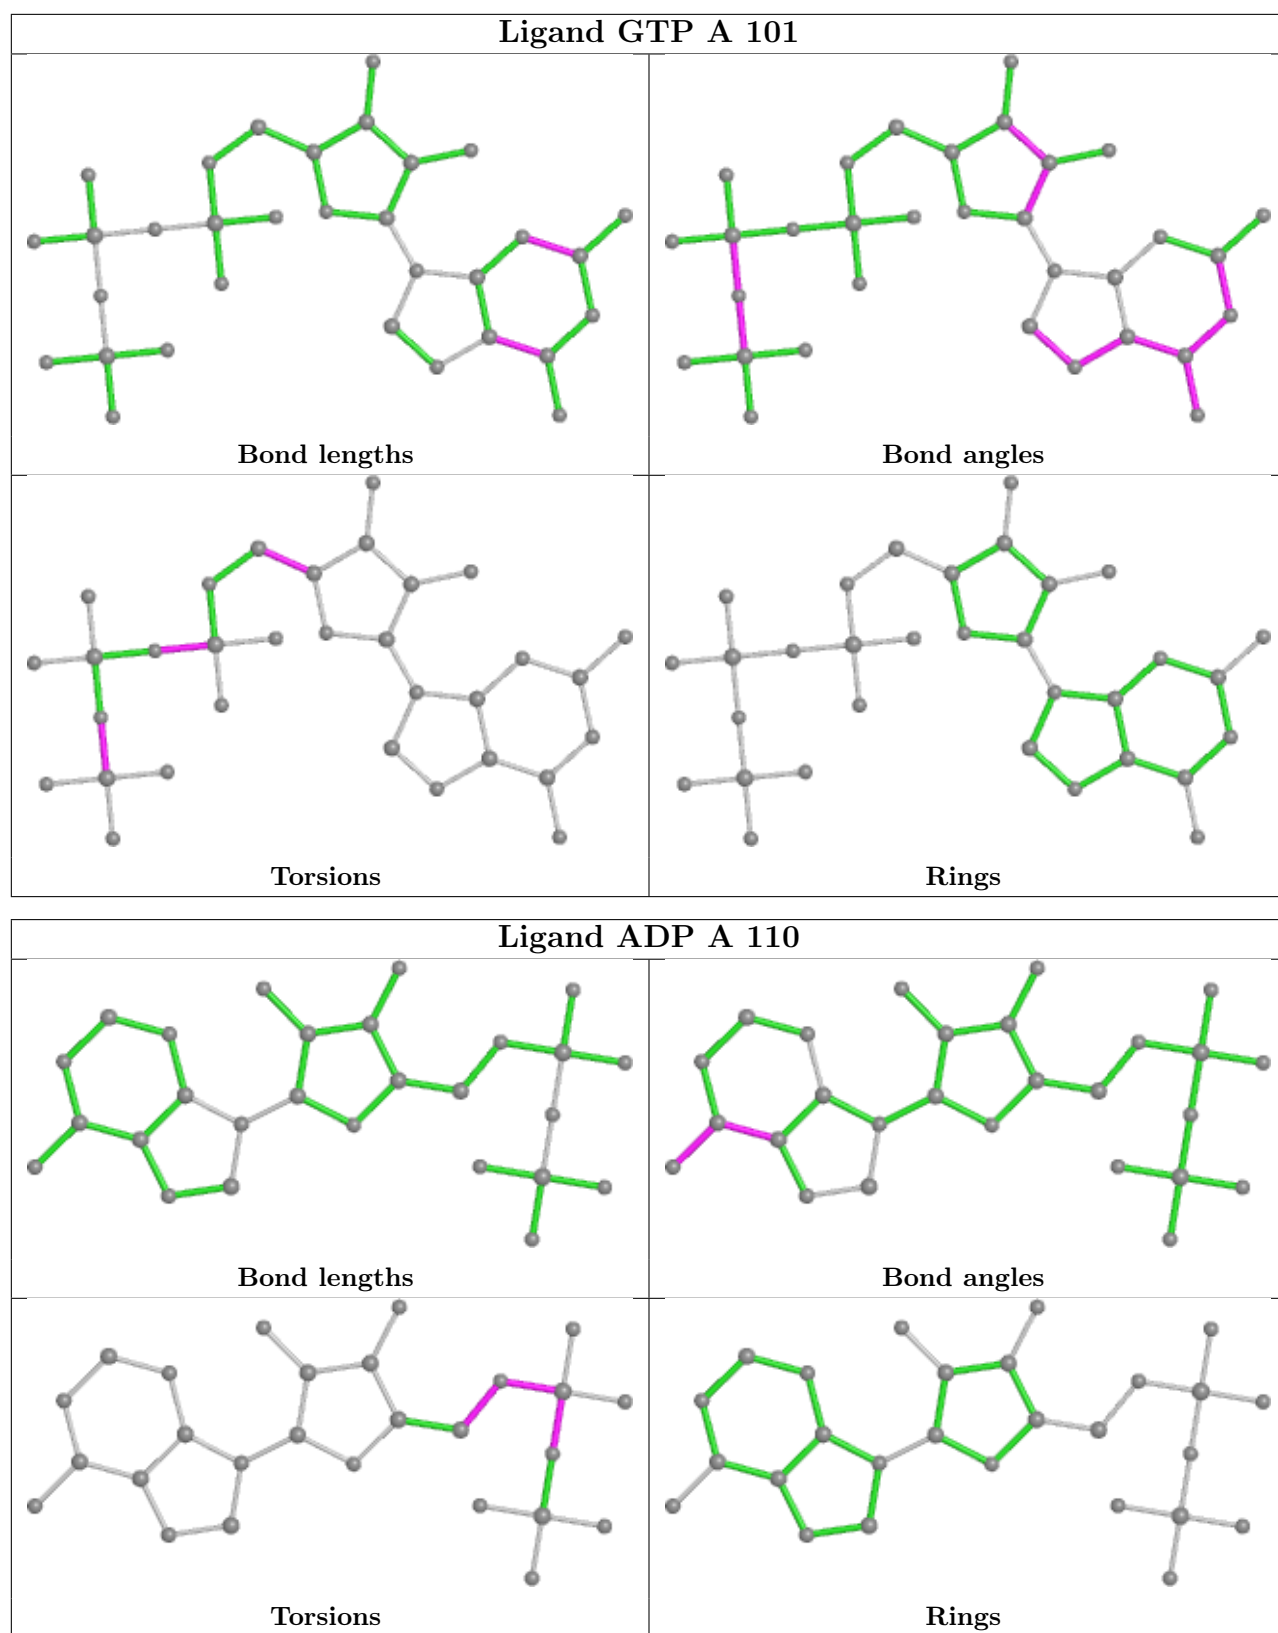 Ligand GTP A 101
Bond lengths
Bond angles
Torsions
Rings
Ligand ADP A 110
Bond lengths
Bond angles
Torsions
Rings